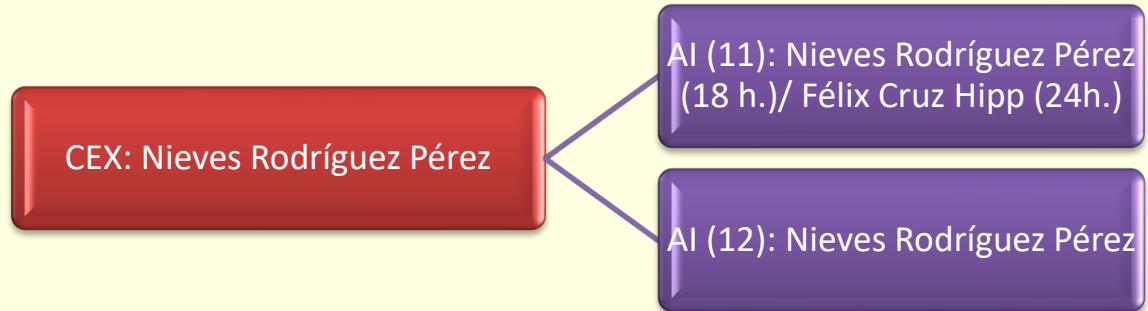 CEX: Nieves Rodríguez Pérez
AI (11): Nieves Rodríguez Pérez
(18 h.)/ Félix Cruz Hipp (24h.)
AI (12): Nieves Rodríguez Pérez